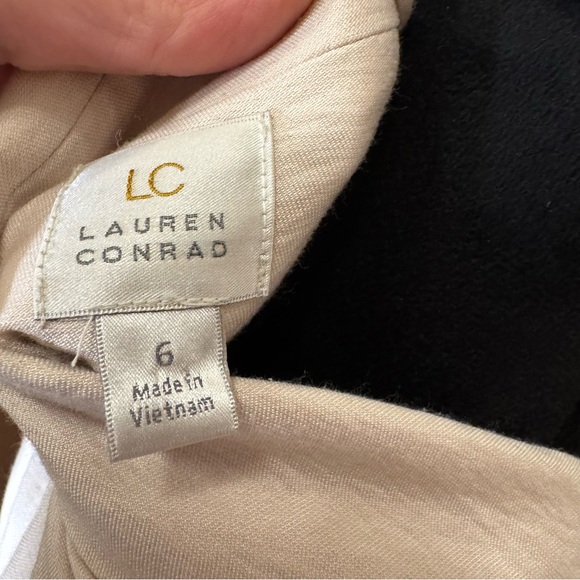 LC
LAUREN
CONRAD
6
Made in
Vietnam